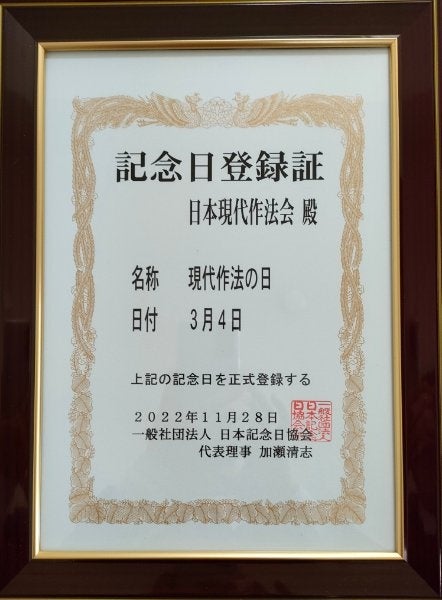 記念日登録証
日本現代作法会 殿
名称 現代作法の日
日付 3月4日
上記の記念日を正式登録する
2022年11月28日
一般社団法人 日本記念日協会
代表理事 加瀬清志